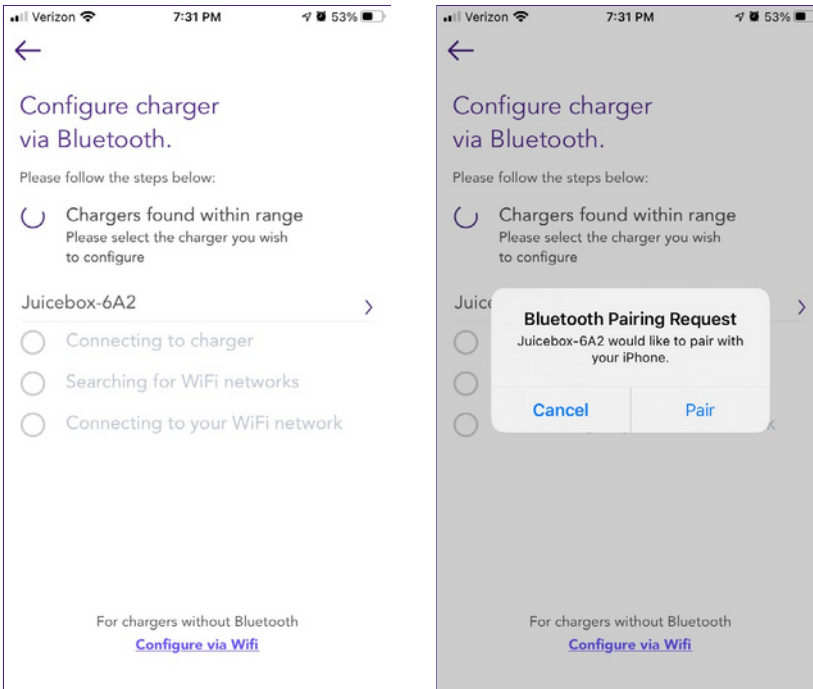 Verizon 7:31 PM 53%
Configure charger
via Bluetooth.
Please follow the steps below:
Chargers found within range
Please select the charger you wish
to configure
Juicebox-6A2
Connecting to charger
Searching for WiFi networks
Connecting to your WiFi network
For chargers without Bluetooth
Configure via Wifi
Verizon 7:31 PM 53%
Configure charger
via Bluetooth.
Please follow the steps below:
Chargers found within range
Please select the charger you wish
to configure
Juice
Bluetooth Pairing Request
Juicebox-6A2 would like to pair with
your iPhone.
Cancel Pair
k
For chargers without Bluetooth
Configure via Wifi